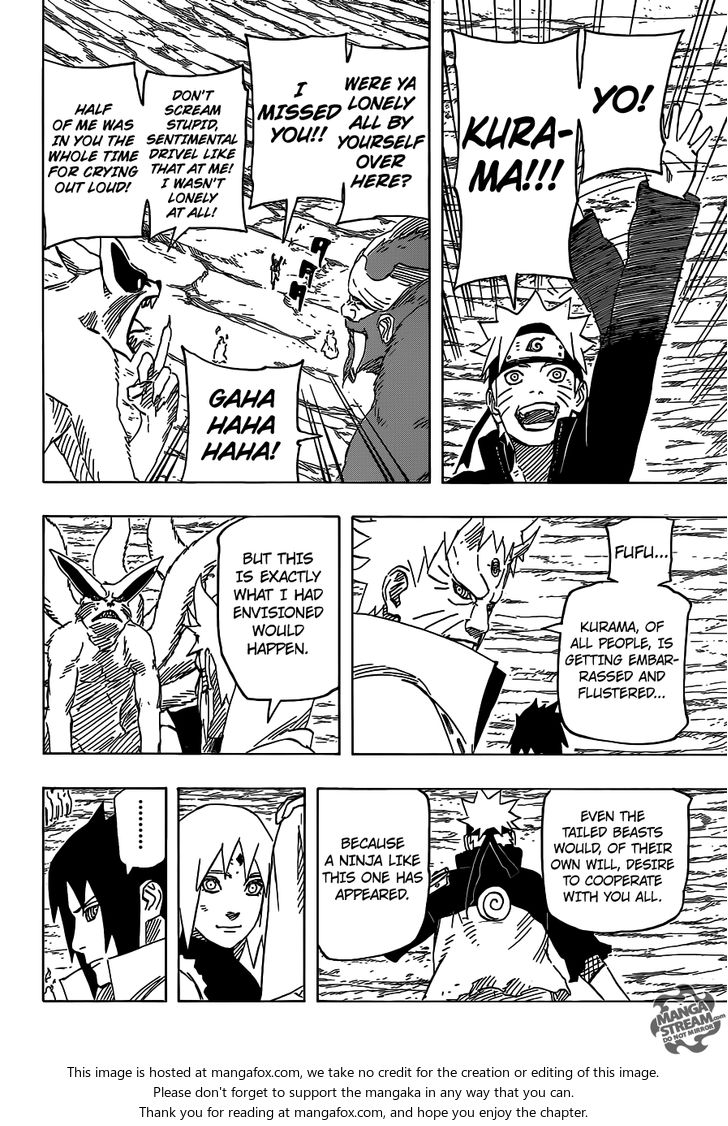 YO!
KURA-
MA!!!
WERE YA
LONELY
ALL BY
YOURSELF
OVER
HERE?
I
MISSED
YOU!!
DON'T
SCREAM
STUPID,
SENTIMENTAL
DRIVEL LIKE
THAT AT ME!
I WASN'T
LONELY
AT ALL!
HALF
OF ME WAS
IN YOU THE
WHOLE TIME
FOR CRYING
OUT LOUD!
タ
タ
タ
GAHA
HAHA
HAHA!
FUFU...
KURAMA, OF
ALL PEOPLE, IS
GETTING EMBAR-
RASSED AND
FLUSTERED...
BUT THIS
IS EXACTLY
WHAT I HAD
ENVISIONED
WOULD
HAPPEN.
EVEN THE
TAILED BEASTS
WOULD, OF THEIR
OWN WILL, DESIRE
TO COOPERATE
WITH YOU ALL.
BECAUSE
A NINJA LIKE
THIS ONE HAS
APPEARED.
........
MANGA
STREAM.com
DO NOT MIRROR
This image is hosted at mangafox.com, we take no credit for the creation or editing of this image.
Please don't forget to support the mangaka in any way that you can.
Thank you for reading at mangafox.com, and hope you enjoy the chapter.